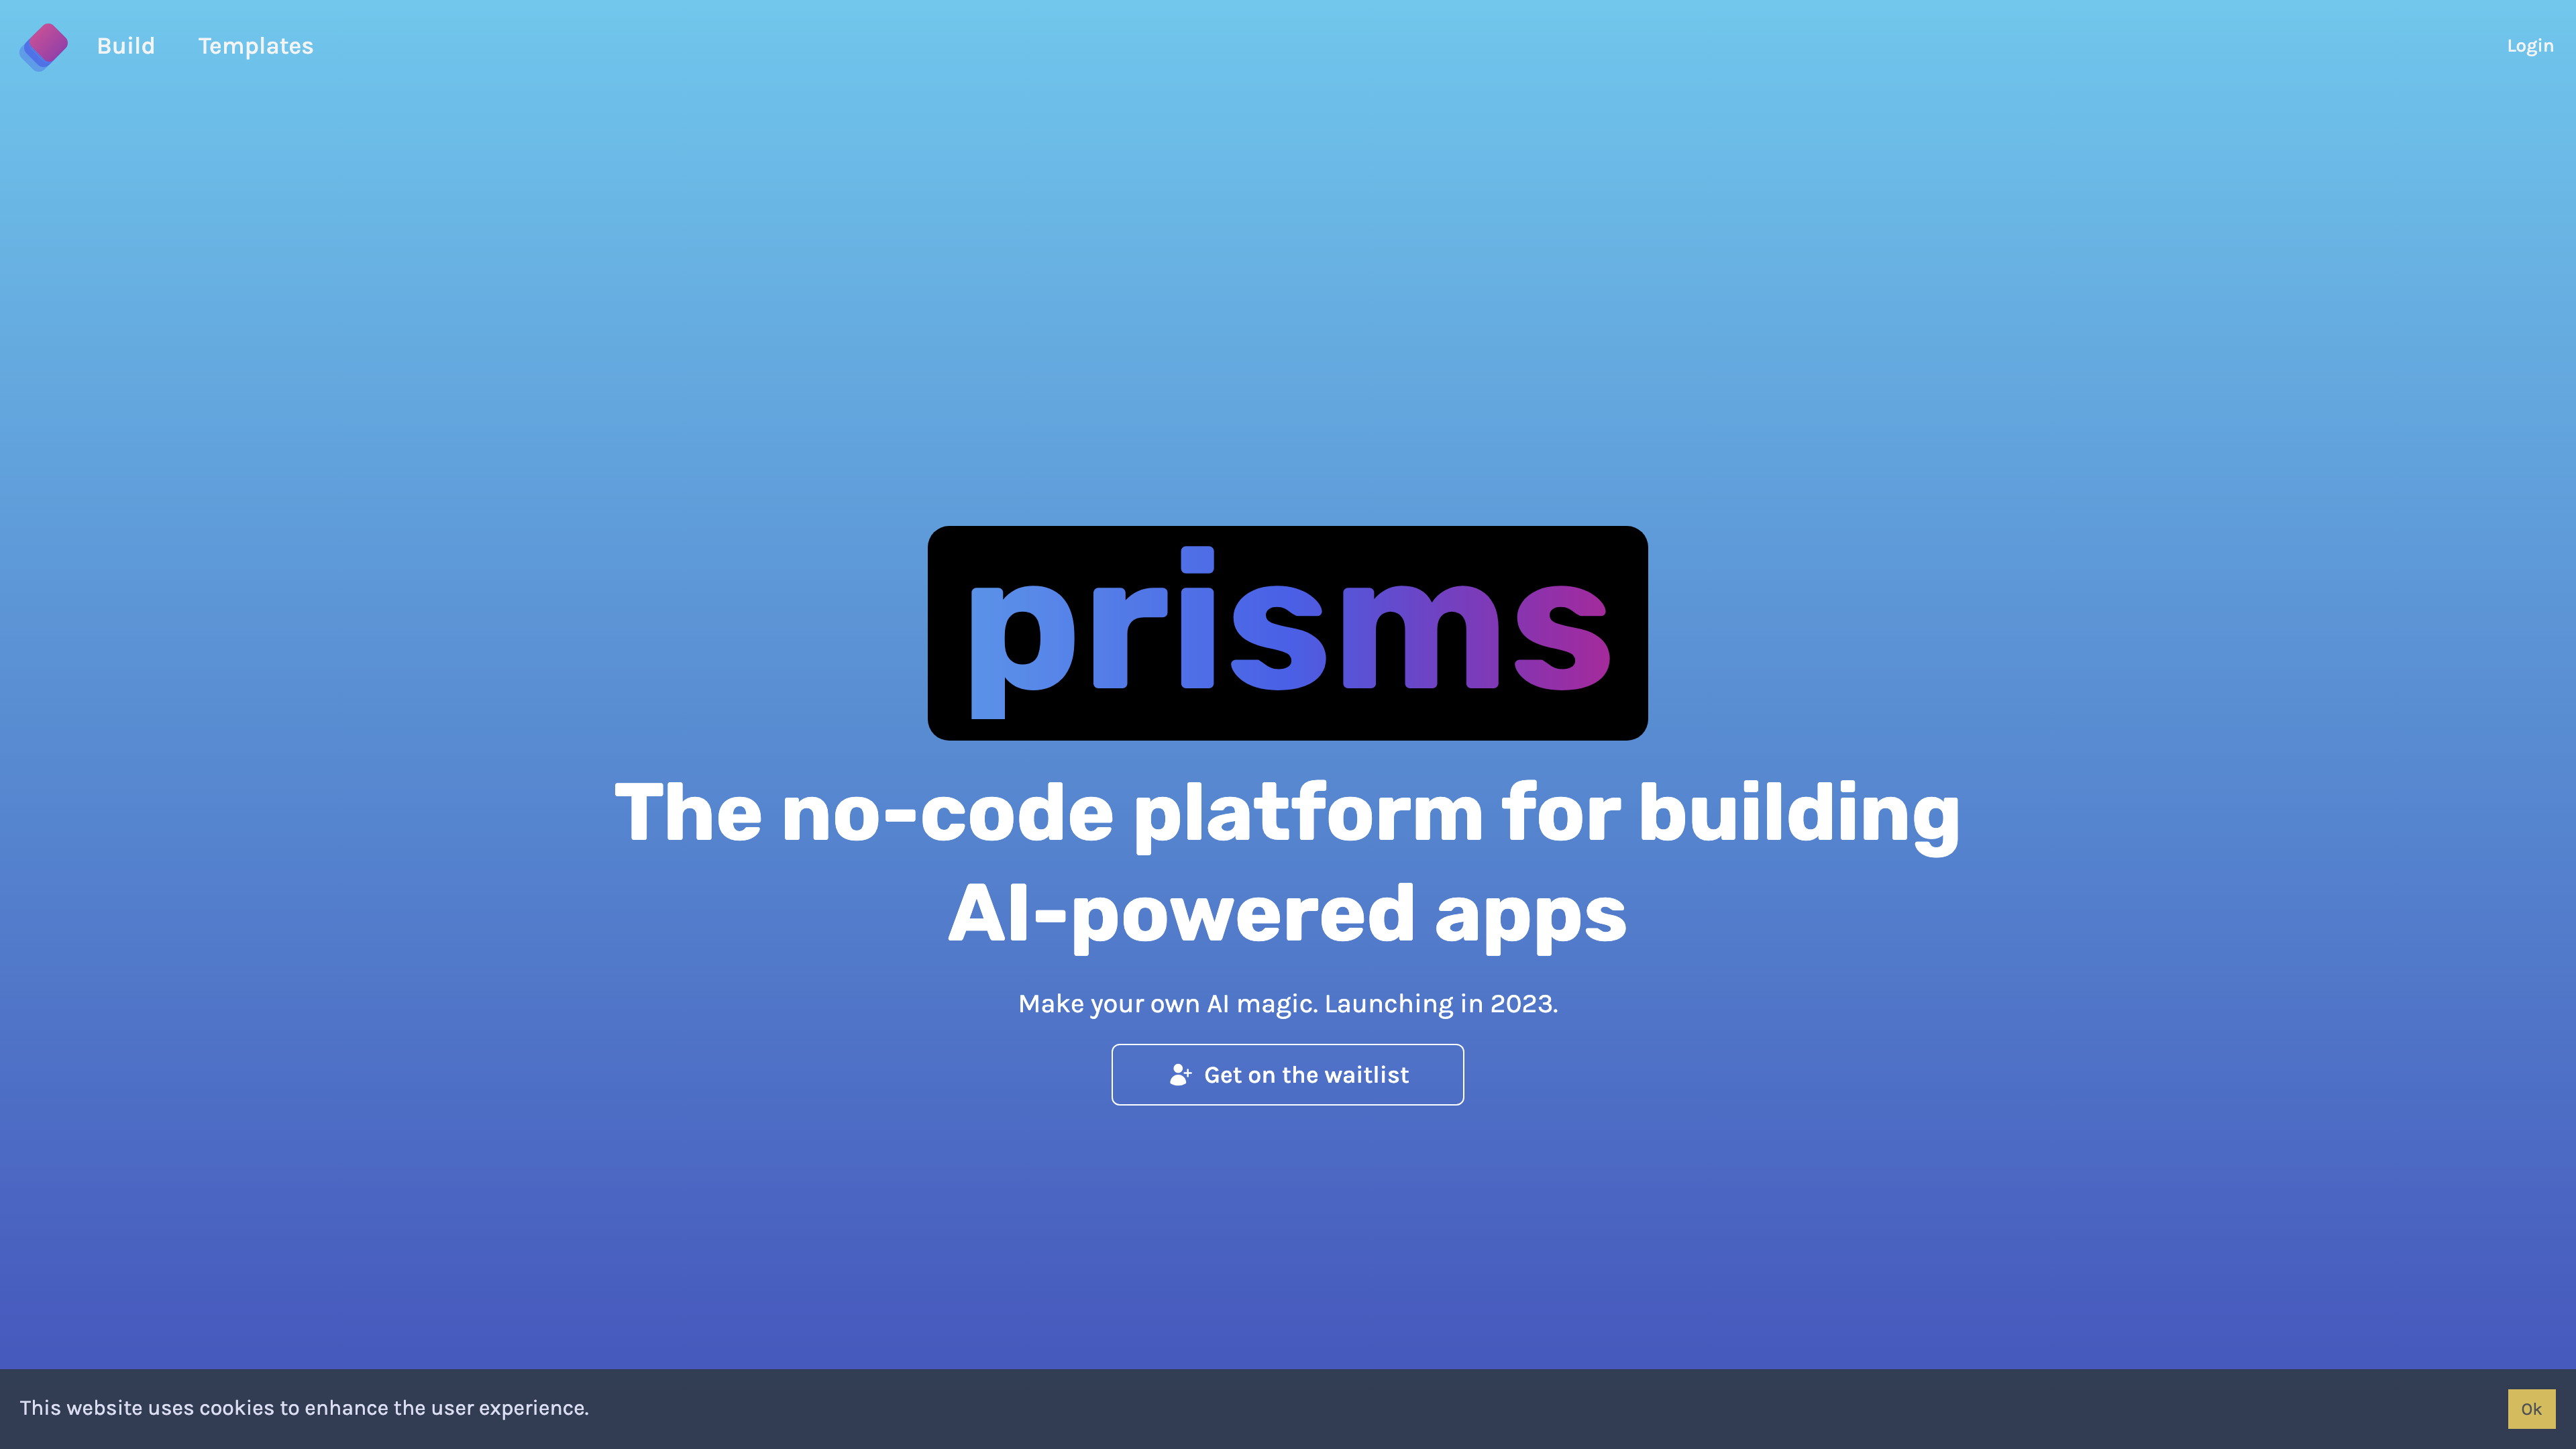 Build
Templates
Login
prisms
The no-code platform for building
AI-powered apps
Make your own AI magic. Launching in 2023.
Get on the waitlist
This website uses cookies to enhance the user experience.
Ok